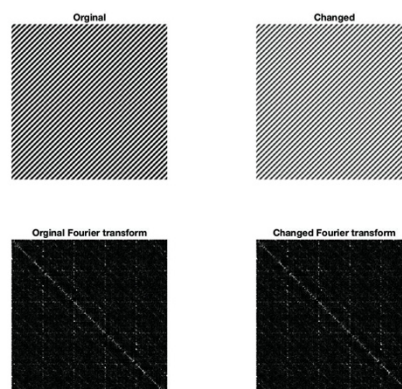 Orginal
Changed
Orginal Fourier transform
Changed Fourier transform